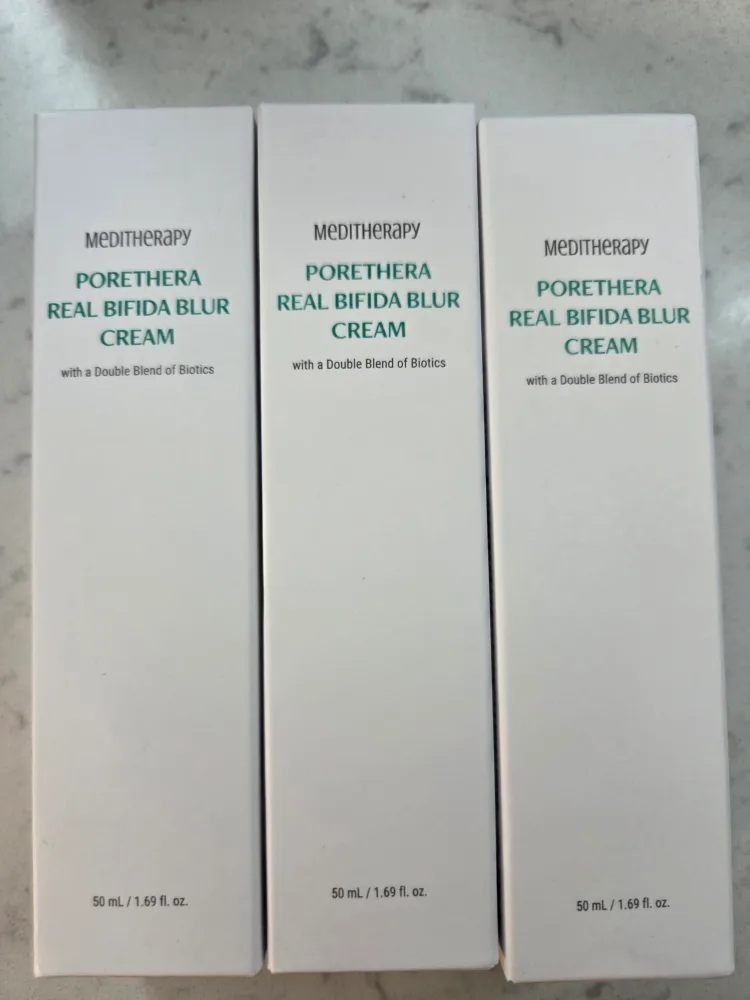 MEDITHERAPY
PORETHERA
REAL BIFIDA BLUR
CREAM
with a Double Blend of Biotics
50 mL / 1.69 fl. oz.
MEDITHERAPY
PORETHERA
REAL BIFIDA BLUR
CREAM
with a Double Blend of Biotics
50 mL / 1.69 fl. oz.
MEDITHERAPY
PORETHERA
REAL BIFIDA BLUR
CREAM
with a Double Blend of Biotics
50 mL / 1.69 fl. oz.